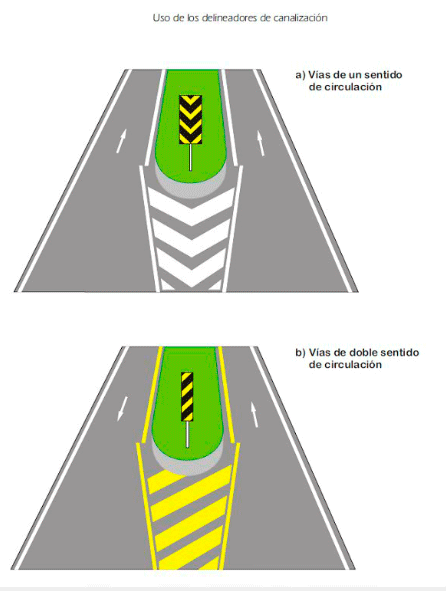 Uso de los delineadores de canalización
a) Vías de un sentido
de circulación
b) Vías de doble sentido
de circulación